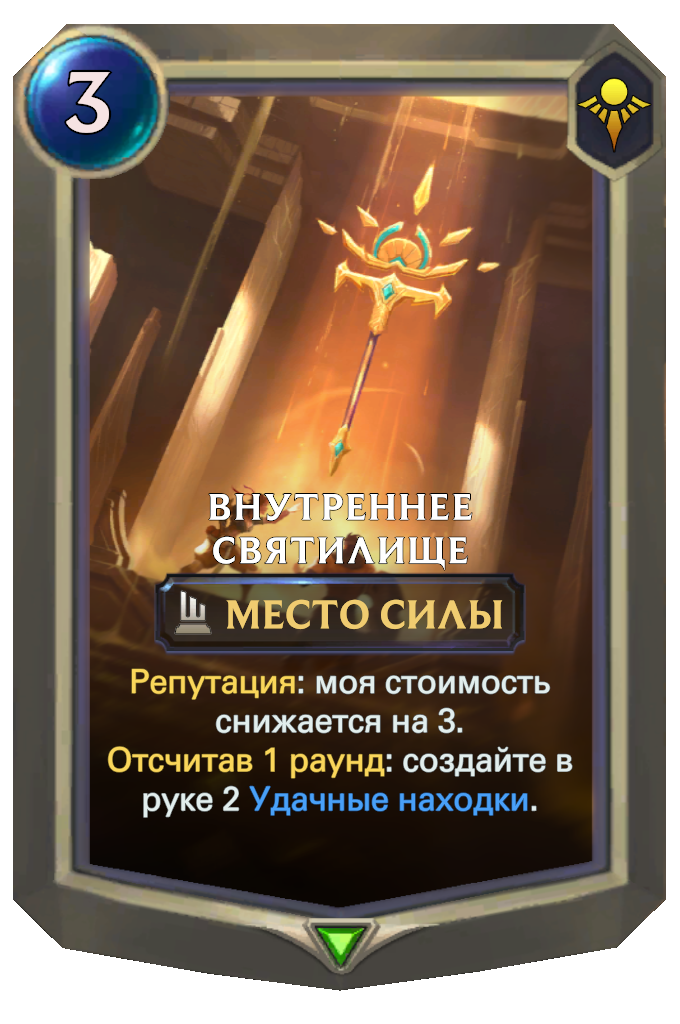 3
ВНУТРЕННЕЕ
СВЯТИЛИЩЕ
МЕСТО СИЛЫ
Репутация: моя стоимость
снижается на 3.
Отсчитав 1 раунд: создайте в
руке 2 Удачные находки.